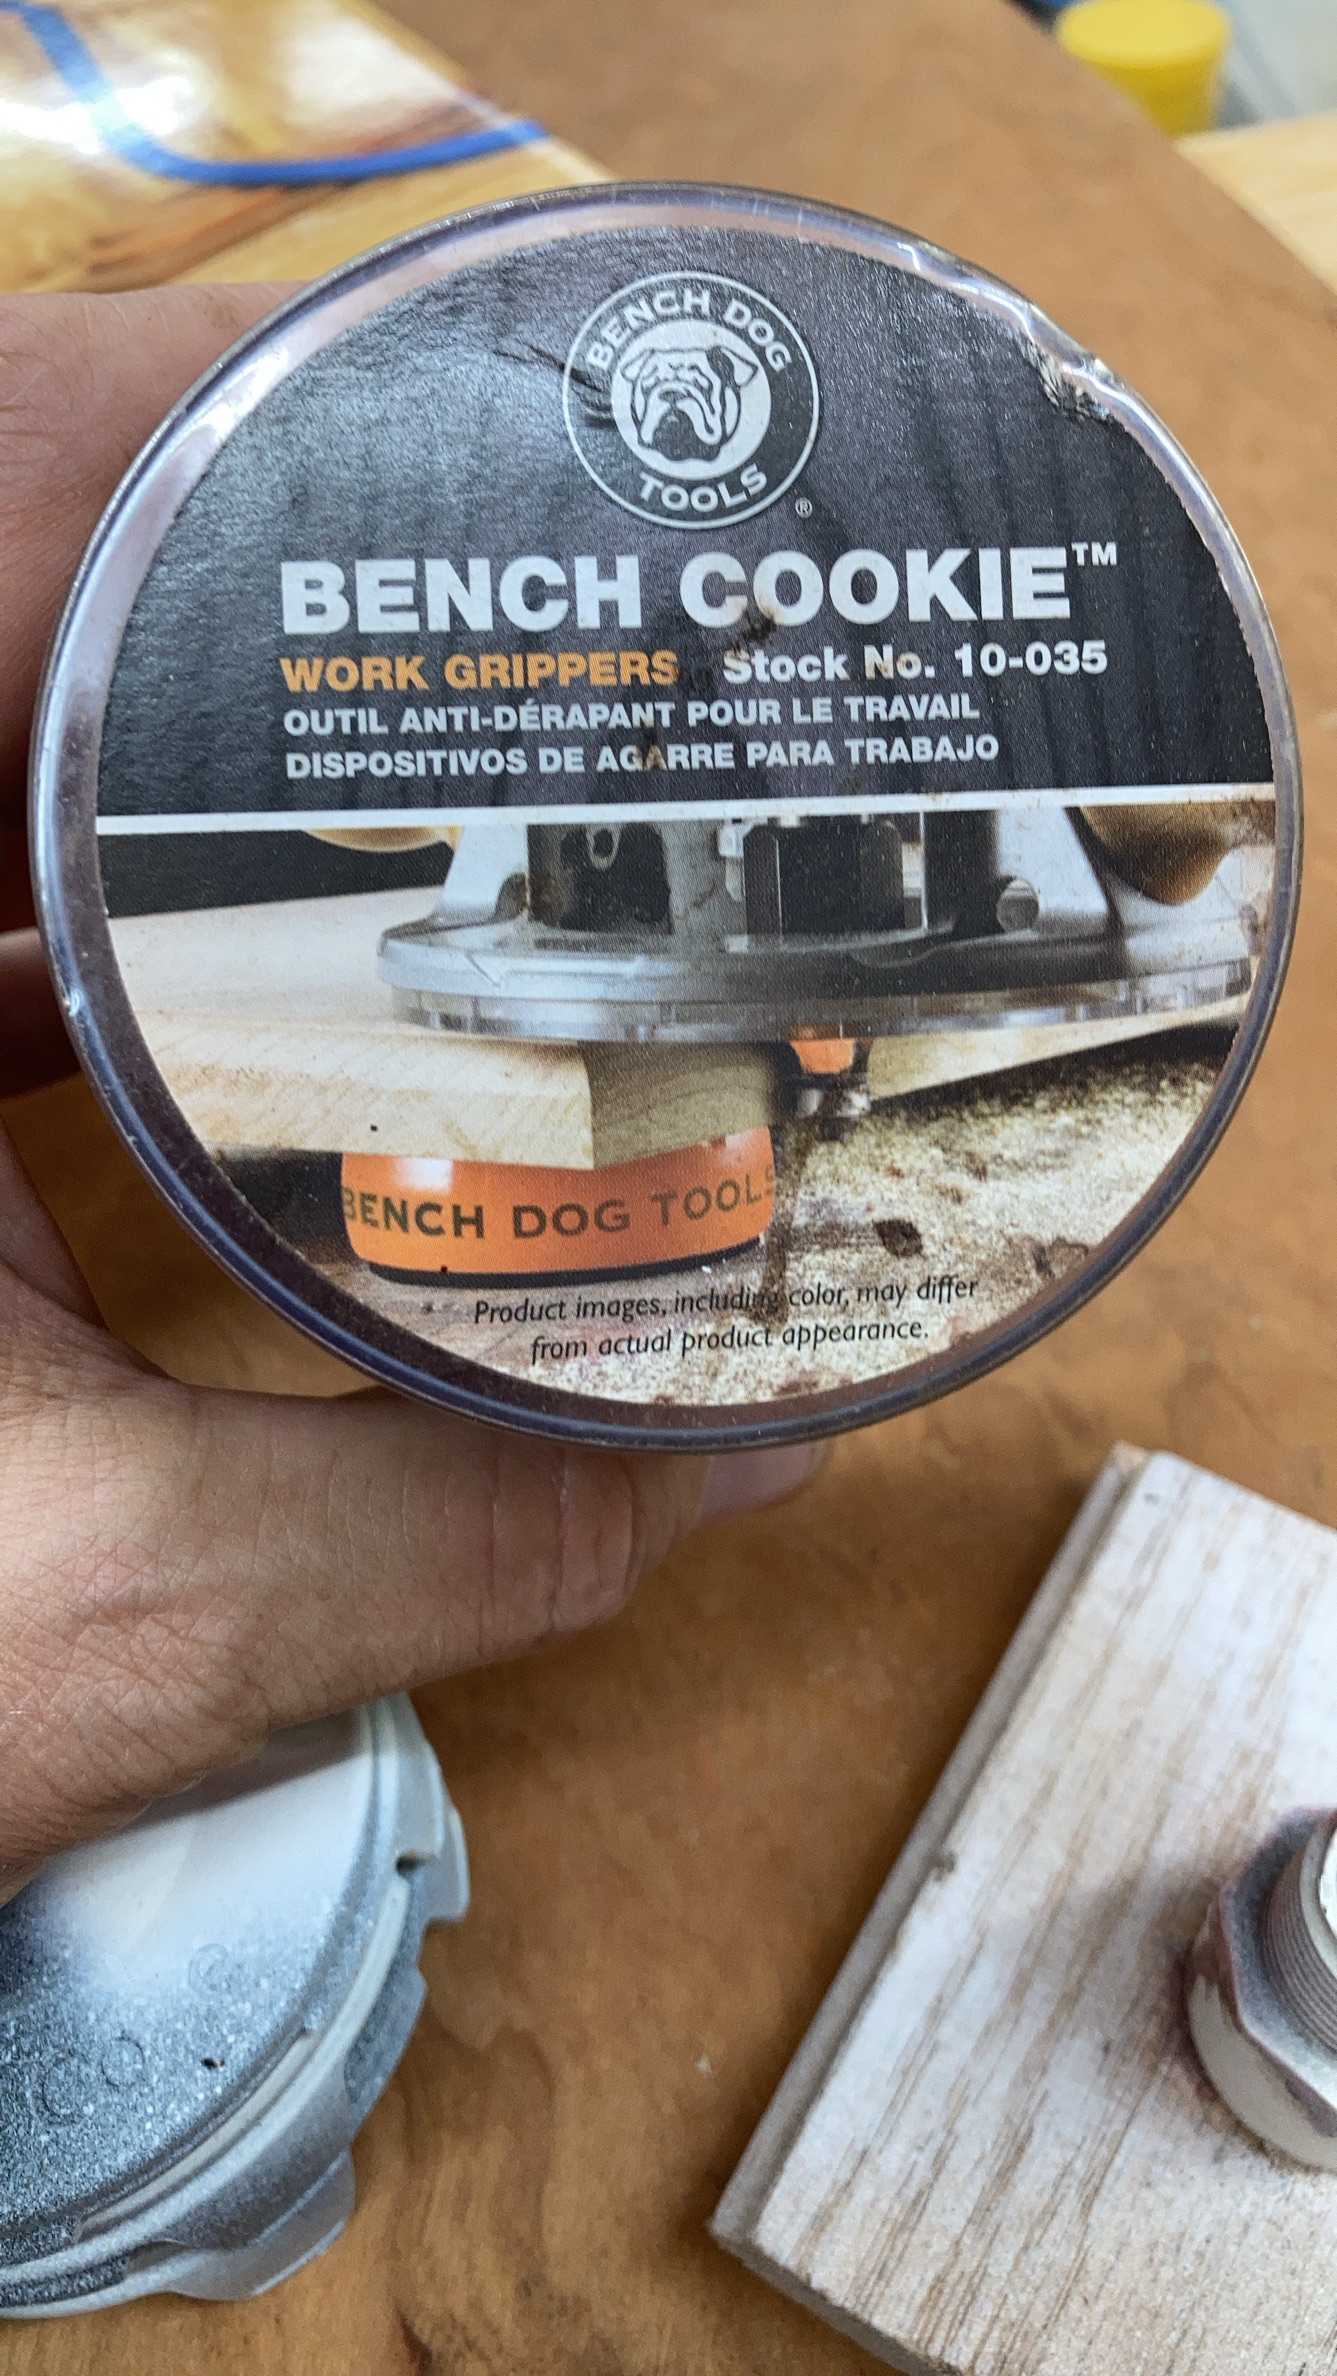 BENCH DOG
TOOLS
®
BENCH COOKIE™
WORK GRIPPERS Stock No. 10-035
OUTIL ANTI-DÉRAPANT POUR LE TRAVAIL
DISPOSITIVOS DE AGARRE PARA TRABAJO
BENCH DOG TOOLS
Product images, including color, may differ
from actual product appearance.